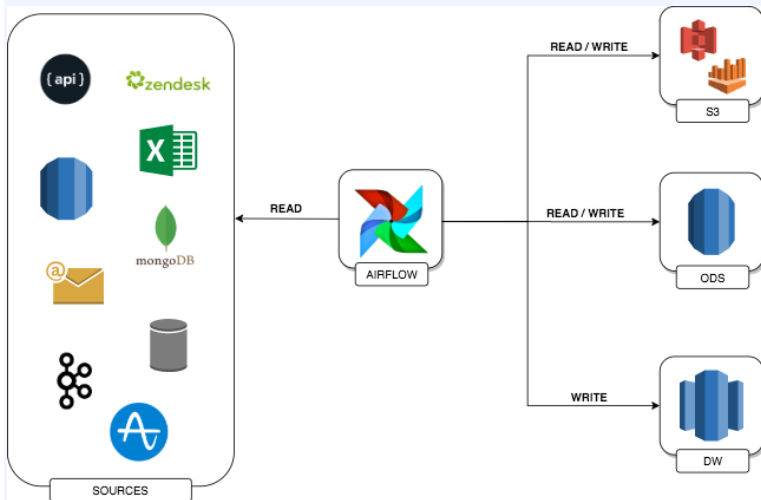 {api}
zendesk
X
mongoDB
@
SOURCES
READ
AIRFLOW
READ / WRITE
S3
READ / WRITE
ODS
WRITE
DW